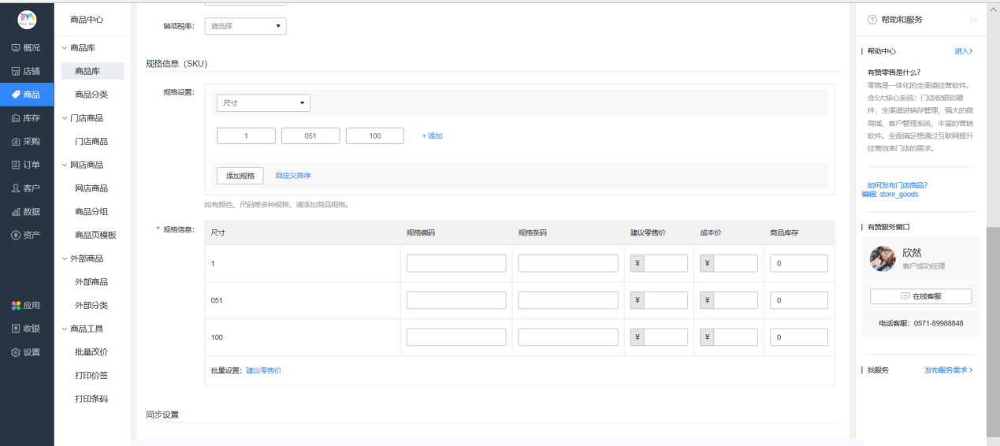 概况
店铺
商品
库存
采购
订单
客户
数据
资产
应用
收银
设置
商品中心
商品库
商品库
商品分类
门店商品
门店商品
网店商品
网店商品
商品分组
商品页模板
外部商品
外部商品
外部分类
商品工具
批量改价
打印价签
打印条码
销项税率: 请选择
规格信息（SKU）
规格设置:
尺寸
1 051 100 + 添加
添加规格 自定义排序
如有颜色、尺码等多种规格，请添加商品规格。
* 规格信息:
尺寸 规格编码 规格条码 建议零售价 成本价 商品库存
1 ¥ ¥ 0
051 ¥ ¥ 0
100 ¥ ¥ 0
批量设置: 建议零售价
同步设置
? 帮助和服务 >>
帮助中心 进入>
有赞零售是什么?
零售是一体化的全渠道经营软件。
含5大核心系统：门店收银软硬
件、全渠道进销存管理、强大的微
商城、客户管理系统、丰富的营销
软件。全面满足想通过互联网提升
经营效率门店的需求。
如何发布门店商品?
编辑: store_goods
有赞服务窗口
欣然
客户成功经理
在线客服
电话客服：0571-89988848
找服务 发布服务需求 >